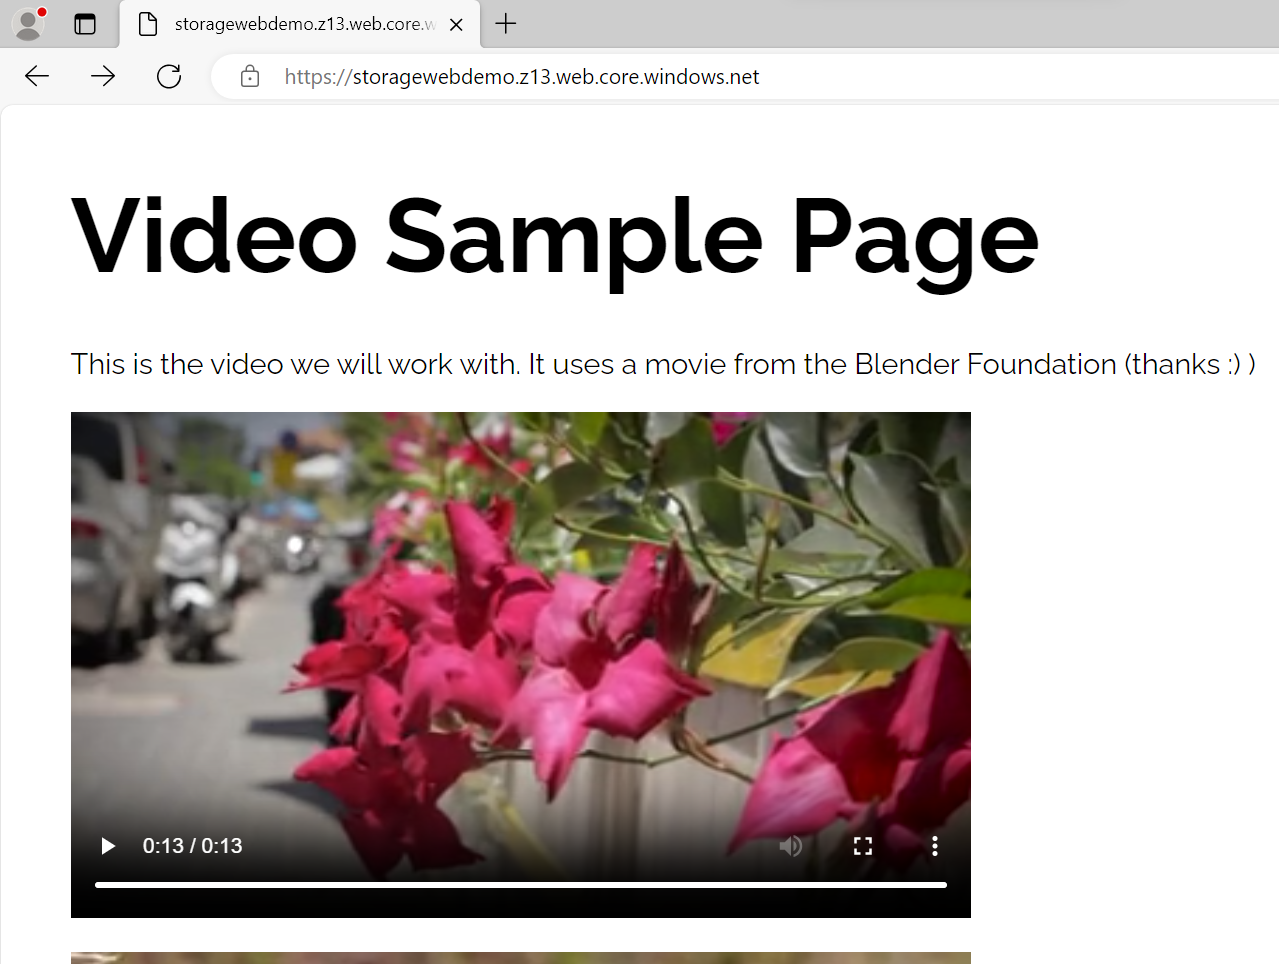 storagewebdemo.z13.web.core.w
https://storagewebdemo.z13.web.core.windows.net
Video Sample Page
This is the video we will work with. It uses a movie from the Blender Foundation (thanks :) )
0:13 / 0:13